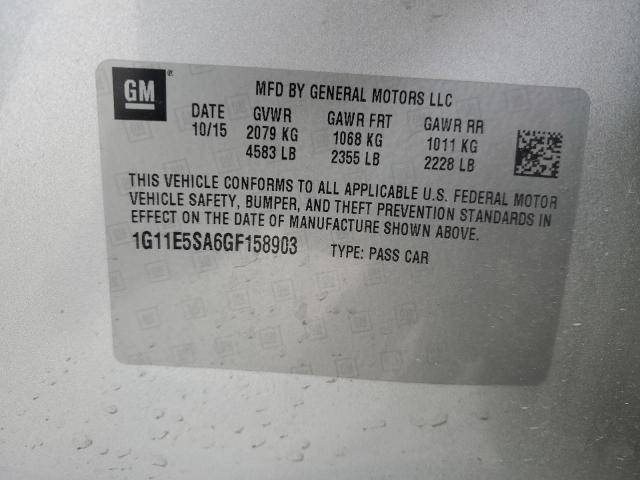 GM ®
MFD BY GENERAL MOTORS LLC
DATE GVWR GAWR FRT GAWR RR
10/15 2079 KG 1068 KG 1011 KG
4583 LB 2355 LB 2228 LB
THIS VEHICLE CONFORMS TO ALL APPLICABLE U.S. FEDERAL MOTOR
VEHICLE SAFETY, BUMPER, AND THEFT PREVENTION STANDARDS IN
EFFECT ON THE DATE OF MANUFACTURE SHOWN ABOVE.
1G11E5SA6GF158903 TYPE: PASS CAR